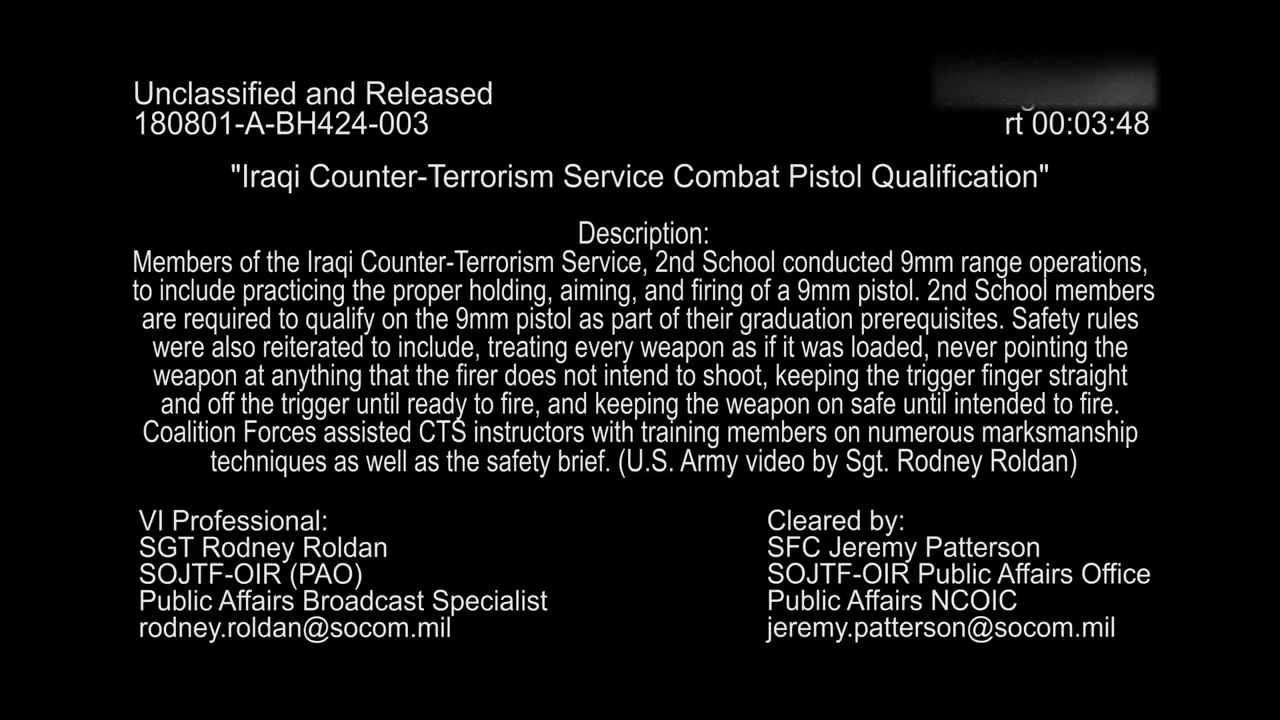 Unclassified and Released
180801-A-BH424-003
rt 00:03:48
"Iraqi Counter-Terrorism Service Combat Pistol Qualification"
Description:
Members of the Iraqi Counter-Terrorism Service, 2nd School conducted 9mm range operations,
to include practicing the proper holding, aiming, and firing of a 9mm pistol. 2nd School members
are required to qualify on the 9mm pistol as part of their graduation prerequisites. Safety rules
were also reiterated to include, treating every weapon as if it was loaded, never pointing the
weapon at anything that the firer does not intend to shoot, keeping the trigger finger straight
and off the trigger until ready to fire, and keeping the weapon on safe until intended to fire.
Coalition Forces assisted CTS instructors with training members on numerous marksmanship
techniques as well as the safety brief. (U.S. Army video by Sgt. Rodney Roldan)
VI Professional:
SGT Rodney Roldan
SOJTF-OIR (PAO)
Public Affairs Broadcast Specialist
rodney.roldan@socom.mil
Cleared by:
SFC Jeremy Patterson
SOJTF-OIR Public Affairs Office
Public Affairs NCOIC
jeremy.patterson@socom.mil